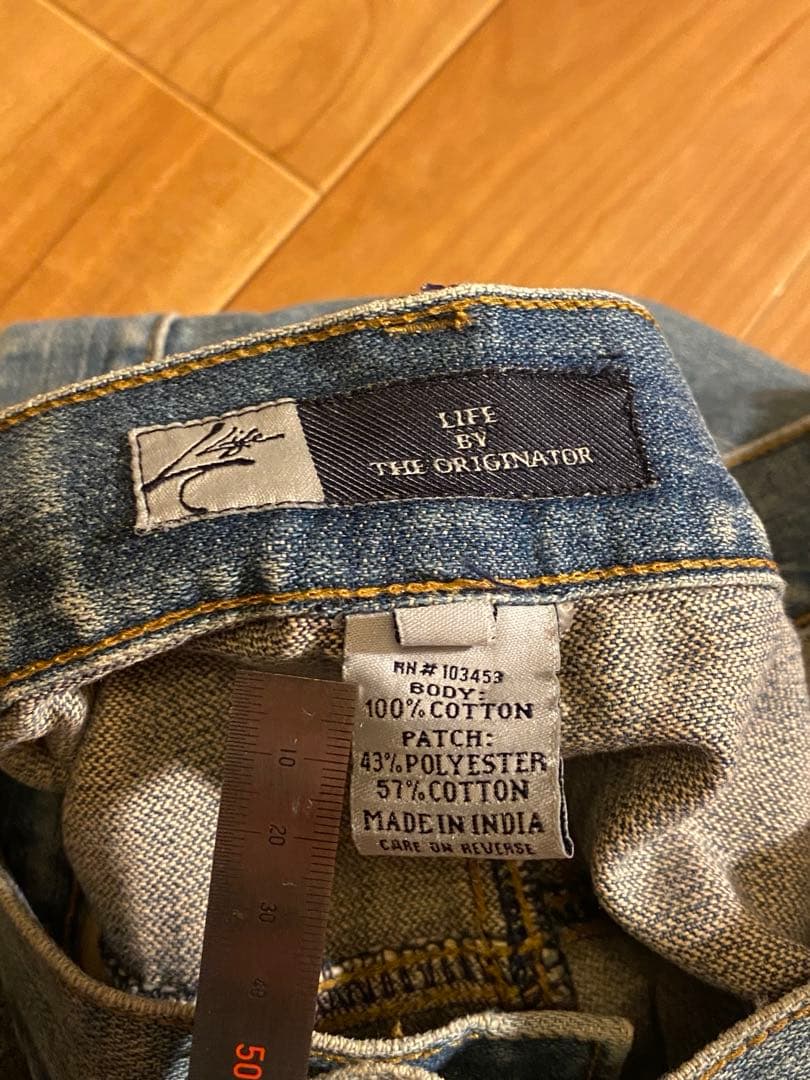 Life
LIFE
BY
THE ORIGINATOR
RN# 103453
BODY:
100% COTTON
PATCH:
43% POLYESTER
57% COTTON
MADE IN INDIA
CARE ON REVERSE
10
20
30
40
50